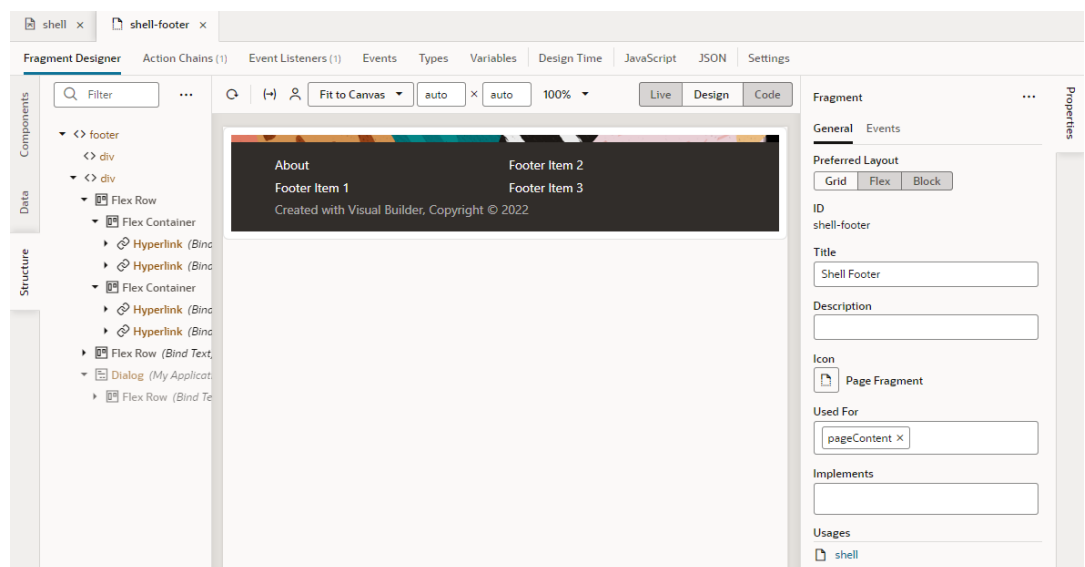 shell ×
shell-footer ×
Fragment Designer Action Chains (1) Event Listeners (1) Events Types Variables Design Time JavaScript JSON Settings
Components
Data
Structure
Filter ...
Fit to Canvas auto × auto 100% Live Design Code
<> footer
<> div
<> div
Flex Row
Flex Container
Hyperlink (Bind
Hyperlink (Bind
Flex Container
Hyperlink (Bind
Hyperlink (Bind
Flex Row (Bind Text,
Dialog (My Applicat
Flex Row (Bind Te
About Footer Item 2
Footer Item 1 Footer Item 3
Created with Visual Builder, Copyright © 2022
Fragment ...
General Events
Preferred Layout
Grid Flex Block
ID
shell-footer
Title
Shell Footer
Description
Icon
Page Fragment
Used For
pageContent ×
Implements
Usages
shell
Properties